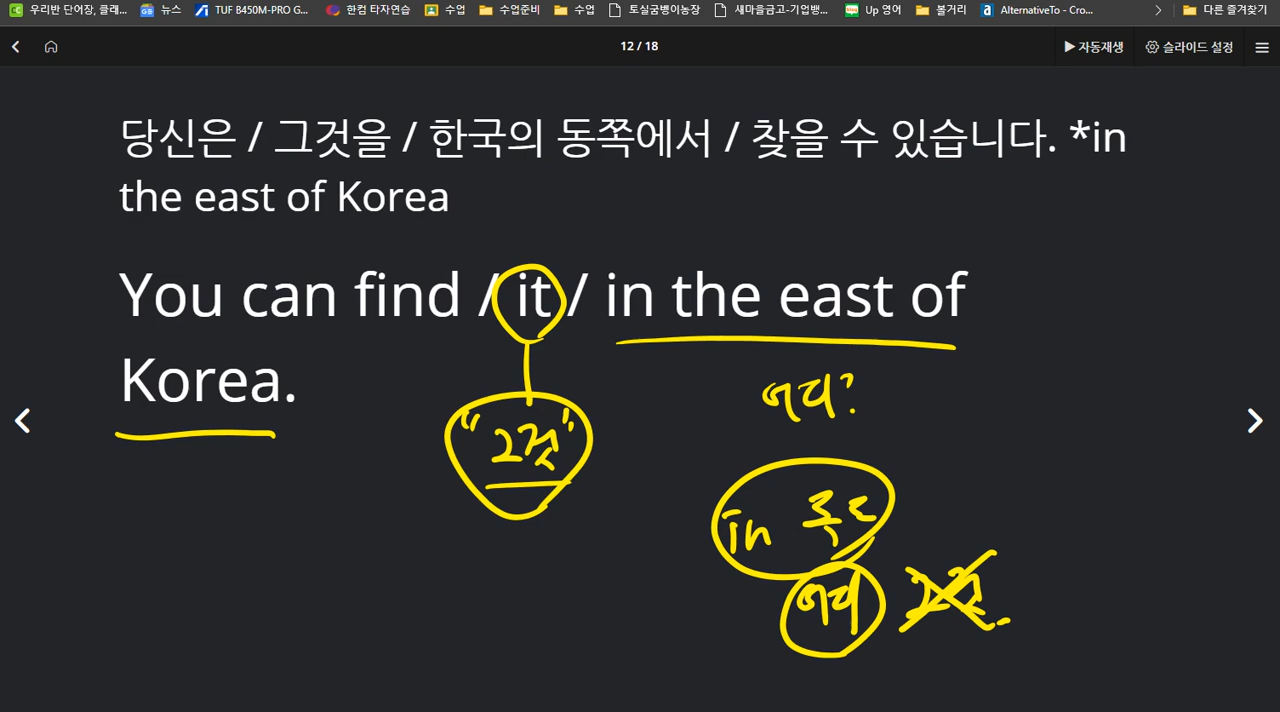 우리반 단어장, 클래... 뉴스 TUF B450M-PRO G... 한컴 타자연습 수업 수업준비 수업 토실굼벵이농장 새마을금고-기업뱅... Up 영어 볼거리 AlternativeTo - Cro... 다른 즐겨찾기
12 / 18 자동재생 슬라이드 설정
당신은 / 그것을 / 한국의 동쪽에서 / 찾을 수 있습니다. *in
the east of Korea
You can find / it / in the east of
Korea.
어디?
"그것"
in 독도
어디